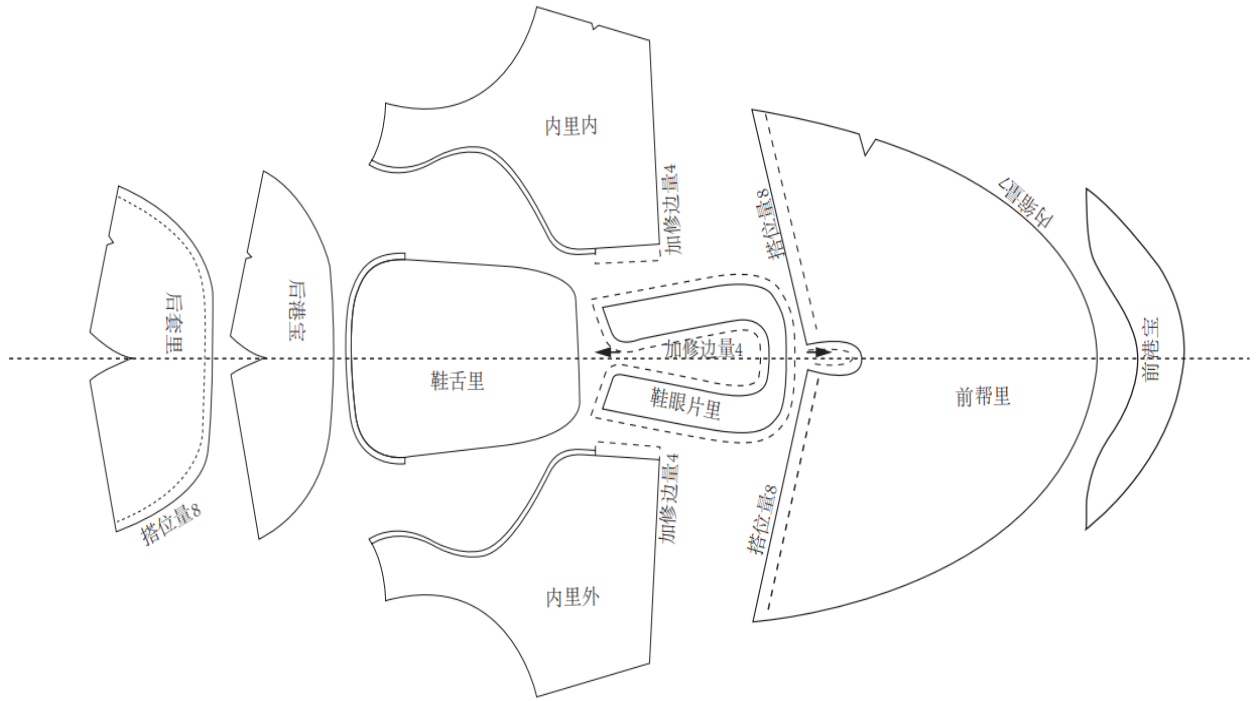 内里内
加修边量4
搭位量8
内缩量7
后套里
后港宝
鞋舌里
加修边量4
鞋眼片里
前帮里
前港宝
搭位量8
加修边量4
搭位量8
内里外